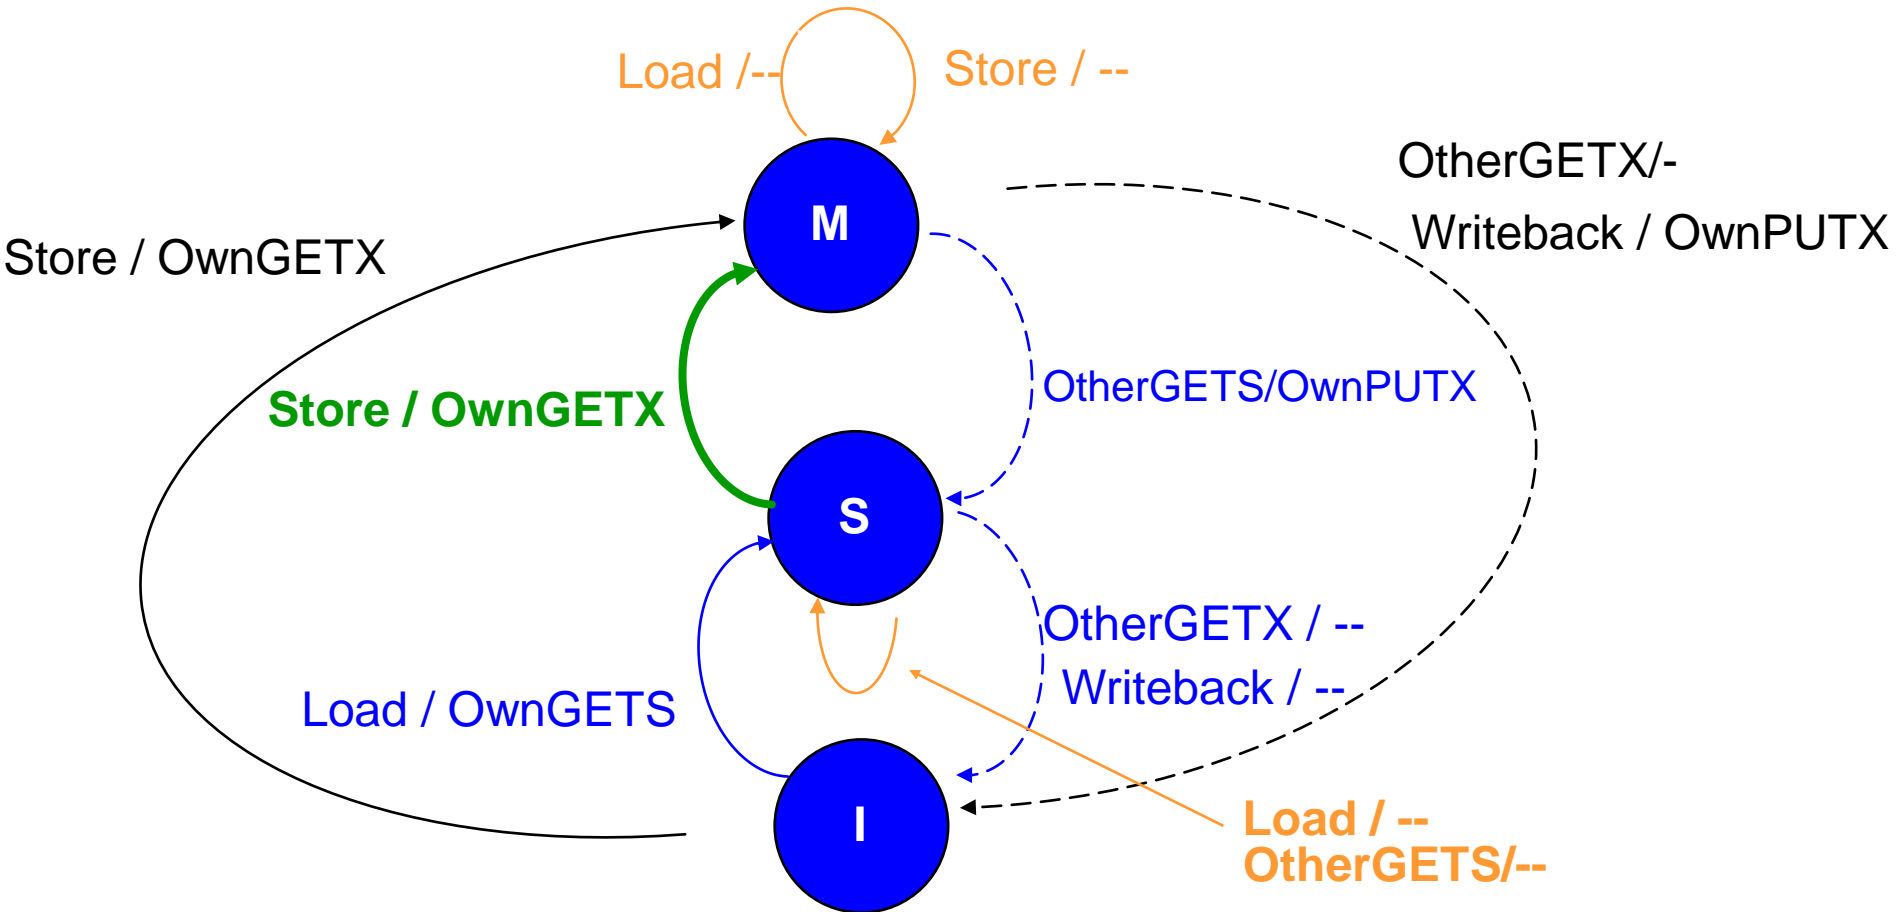 Load /--
Store / --
OtherGETX/-
M
Writeback / OwnPUTX
Store / OwnGETX
OtherGETS/OwnPUTX
Store / OwnGETX
S
OtherGETX / --
Writeback / --
Load / OwnGETS
I
Load / --
OtherGETS/--